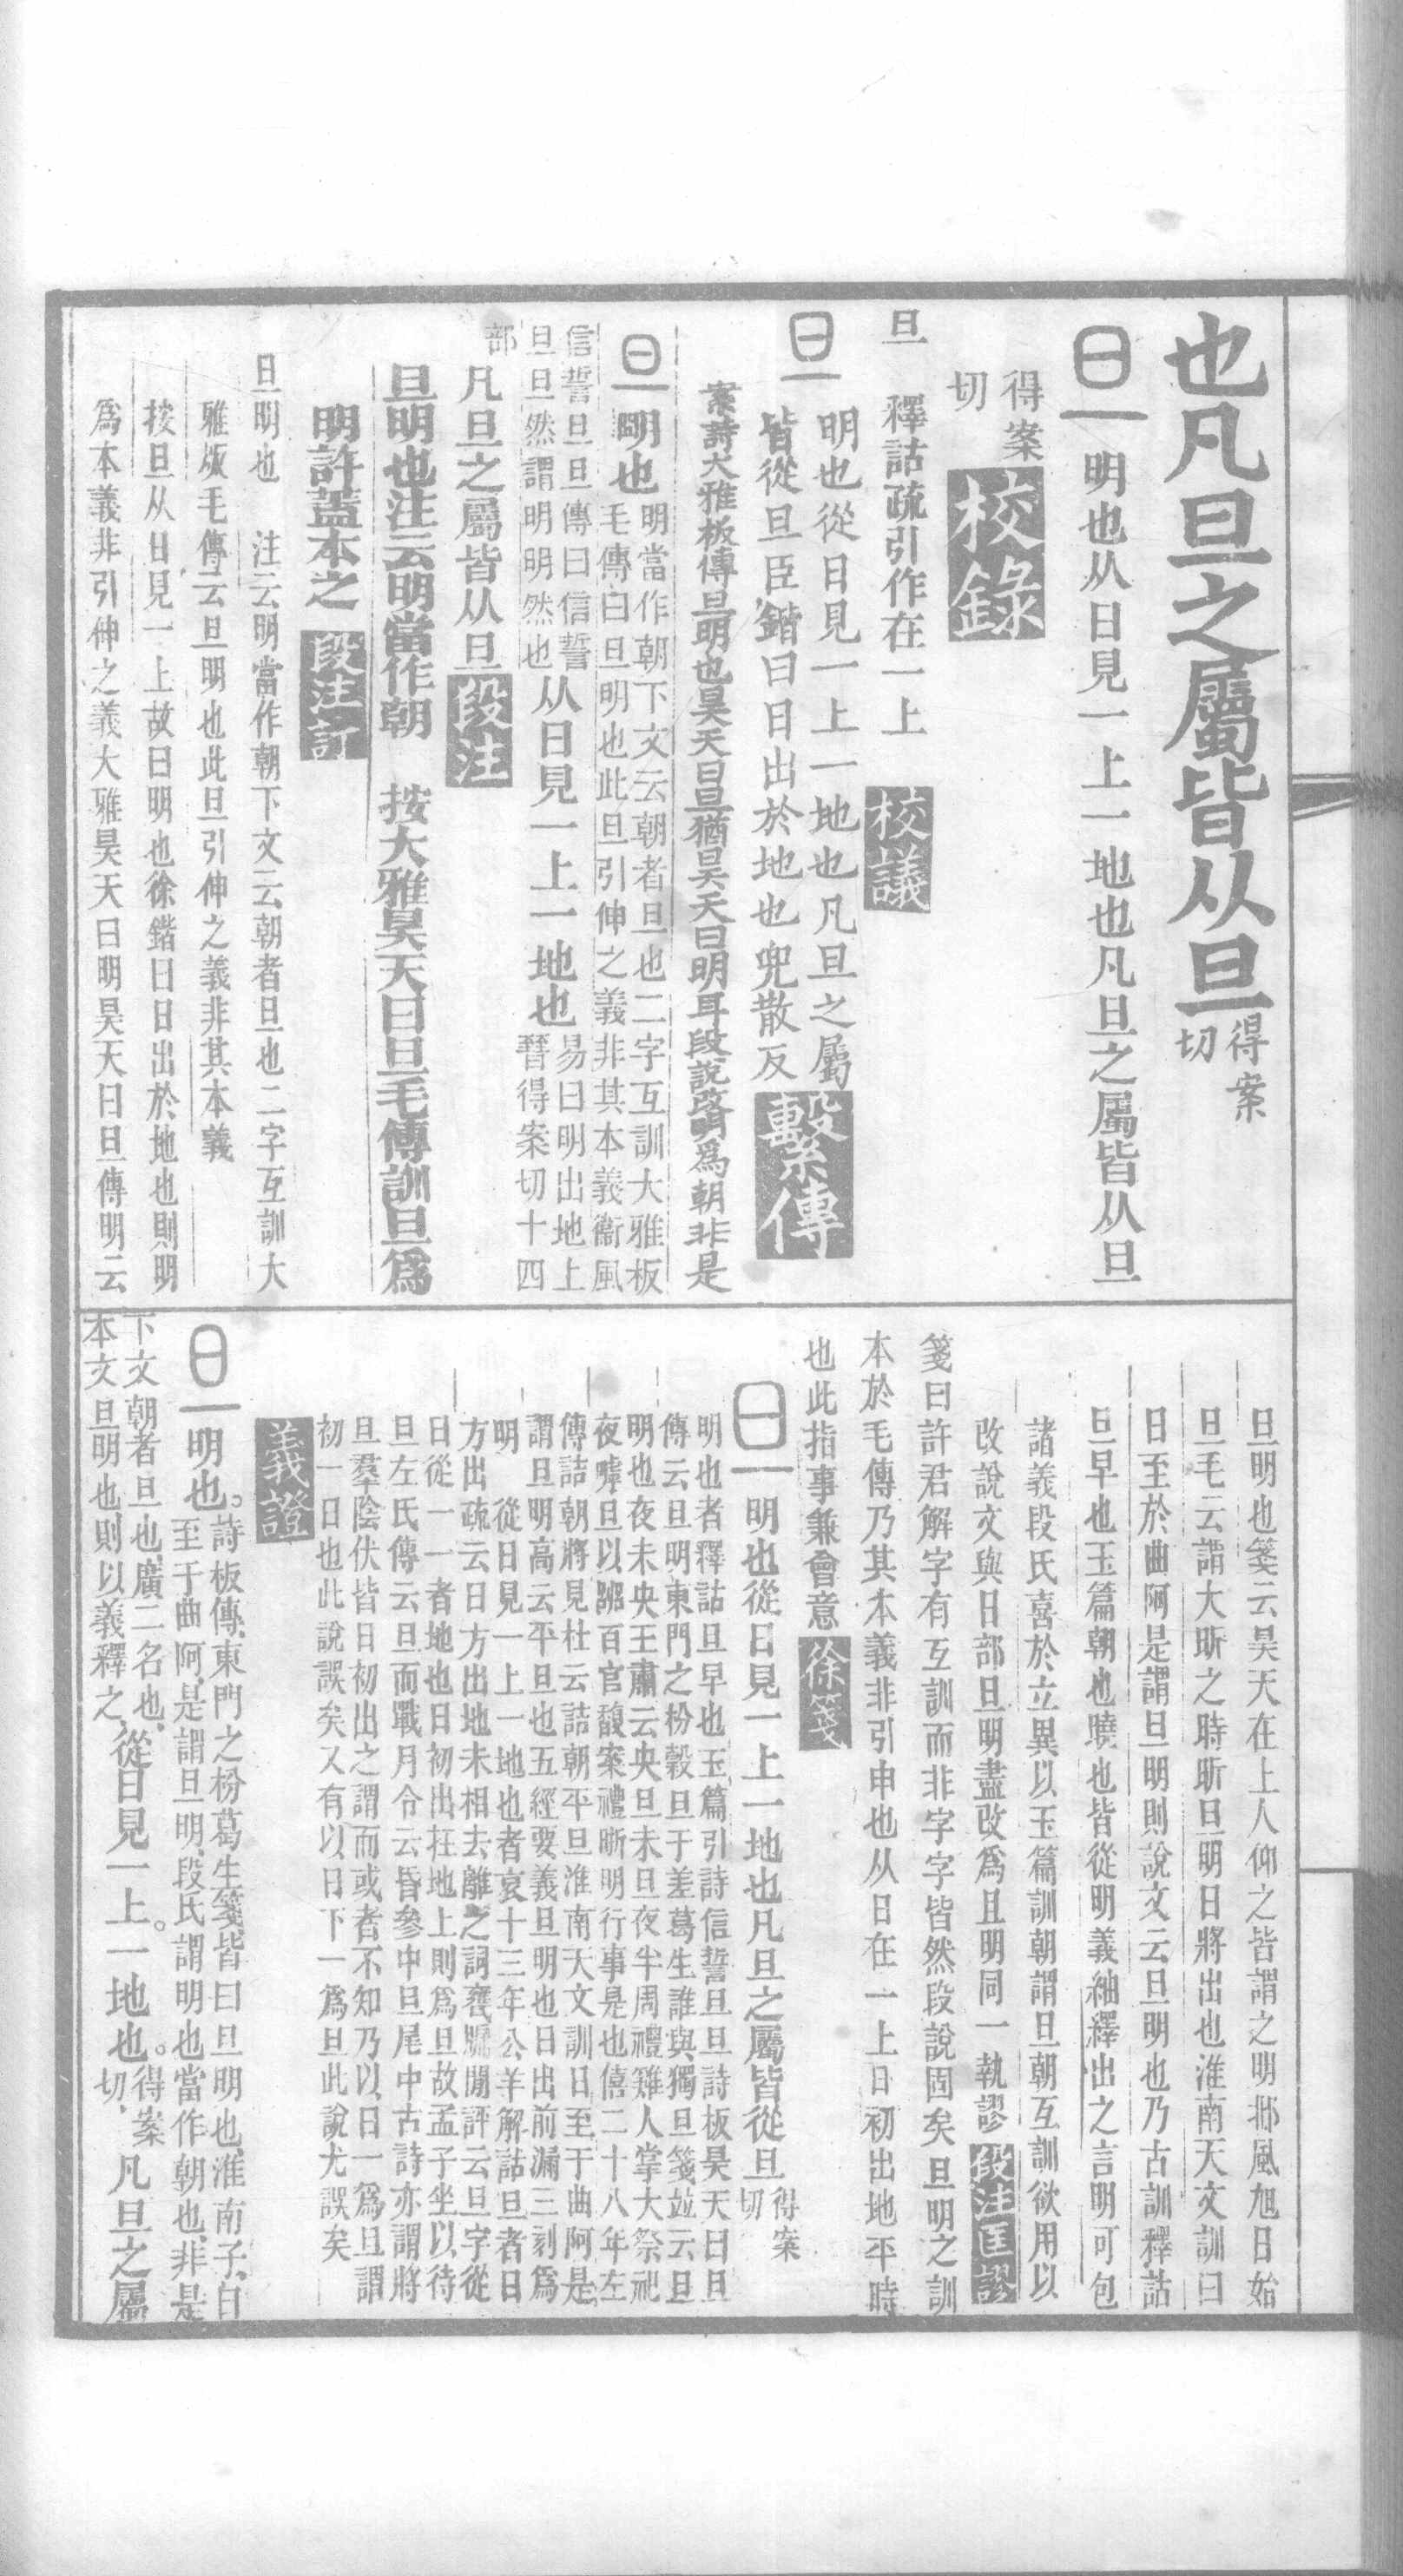 也凡旦之屬皆从旦得案切
旦明也从日見一上一地也凡旦之屬皆从旦
得案切校錄
旦 釋詁疏引作在一上 校議
旦明也從日見一上一地也凡旦之屬
皆從旦臣鍇曰日出於地也兜散反繫傳
案詩大雅板傳旦明也昊天曰旦猶昊天曰明耳段說改明爲朝非是
旦明也明當作朝下文云朝者旦也二字互訓大雅板
毛傳曰旦明也此旦引伸之義非其本義衞風
信誓旦旦傳曰信誓
旦旦然謂明明然也从日見一上一地也易曰明出地上
朁得案切十四
部凡旦之屬皆从旦段注
旦明也注云明當作朝 按大雅昊天曰旦毛傳訓旦爲
明許蓋本之段注訂
旦明也 注云明當作朝下文云朝者旦也二字互訓大
雅版毛傳云旦明也此旦引伸之義非其本義
按旦从日見一上故曰明也徐鍇曰日出於地也則明
爲本義非引伸之義大雅昊天曰明昊天曰旦傳明云
旦明也箋云昊天在上人仰之皆謂之明邶風旭日始
旦毛云謂大昕之時昕旦明日將出也淮南天文訓曰
日至於曲阿是謂旦明則說文云旦明也乃古訓釋詁
旦早也玉篇朝也曉也皆從明義紬繹出之言明可包
諸義段氏喜於立異以玉篇訓朝謂旦朝互訓欲用以
改說文與日部旦明盡改爲且明同一執謬段注匡謬
箋曰許君解字有互訓而非字字皆然段說固矣旦明之訓
本於毛傳乃其本義非引申也从日在一上日初出地平時
也此指事兼會意徐箋
旦明也從日見一上一地也凡旦之屬皆從旦得案切
明也者釋詁旦早也玉篇引詩信誓旦旦詩板昊天曰旦
傳云旦明東門之枌穀旦于差葛生誰與獨旦箋竝云旦
明也夜未央王肅云央旦未旦夜半周禮雞人掌大祭祀
夜嘑旦以嘂百官馥案禮晣明行事是也僖二十八年左
傳詰朝將見杜云詰朝平旦淮南天文訓日至于曲阿是
謂旦明高云平旦也五經要義旦明也日出前漏三刻爲
明 從日見一上一地也者哀十三年公羊解詁旦者日
方出疏云日方出地未相去離之詞襃驪閒評云旦字從
日從一一者地也日初出在地上則爲旦故孟子坐以待
旦左氏傳云旦而戰月令云昏參中旦尾中古詩亦謂將
旦羣陰伏皆日初出之謂而或者不知乃以日一爲旦謂
初一日也此說誤矣又有以日下一爲旦此說尤誤矣
義證
旦明也。詩板傳、東門之枌葛生箋、皆曰旦明也、淮南子、日
至于曲阿、是謂旦明、段氏謂明也當作朝也、非是
下文朝者旦也、廣二名也、
本文旦明也、則以義釋之、從日見一上。一地也。得案切、凡旦之屬